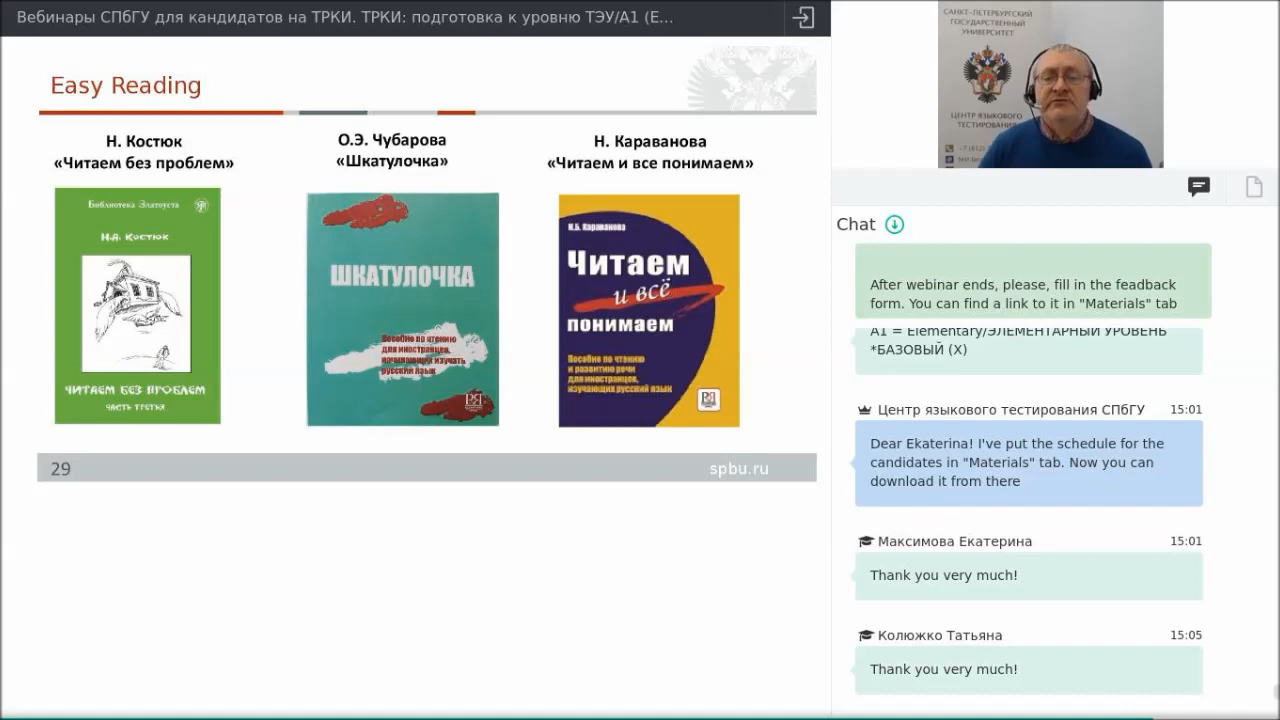 Вебинары СПбГУ для кандидатов на ТРКИ. ТРКИ: подготовка к уровню ТЭУ/А1 (E...
Easy Reading
Н. Костюк
«Читаем без проблем»
О.Э. Чубарова
«Шкатулочка»
Н. Караванова
«Читаем и все понимаем»
Библиотека Златоуста
Н.А. Костюк
ЧИТАЕМ БЕЗ ПРОБЛЕМ
ЧАСТЬ ТРЕТЬЯ
ШКАТУЛОЧКА
Пособие по чтению
для иностранцев,
начинающих изучать
русский язык
Н.Б. Караванова
Читаем
и всё
понимаем
Пособие по чтению
и развитию речи
для иностранцев,
изучающих русский язык
29
spbu.ru
САНКТ-ПЕТЕРБУРГСКИЙ
ГОСУДАРСТВЕННЫЙ
УНИВЕРСИТЕТ
ЦЕНТР ЯЗЫКОВОГО
ТЕСТИРОВАНИЯ
Chat
After webinar ends, please, fill in the feadback
form. You can find a link to it in "Materials" tab
A1 = Elementary/ЭЛЕМЕНТАРНЫЙ УРОВЕНЬ
*БАЗОВЫЙ (X)
Центр языкового тестирования СПбГУ 15:01
Dear Ekaterina! I've put the schedule for the
candidates in "Materials" tab. Now you can
download it from there
Максимова Екатерина 15:01
Thank you very much!
Колюжко Татьяна 15:05
Thank you very much!